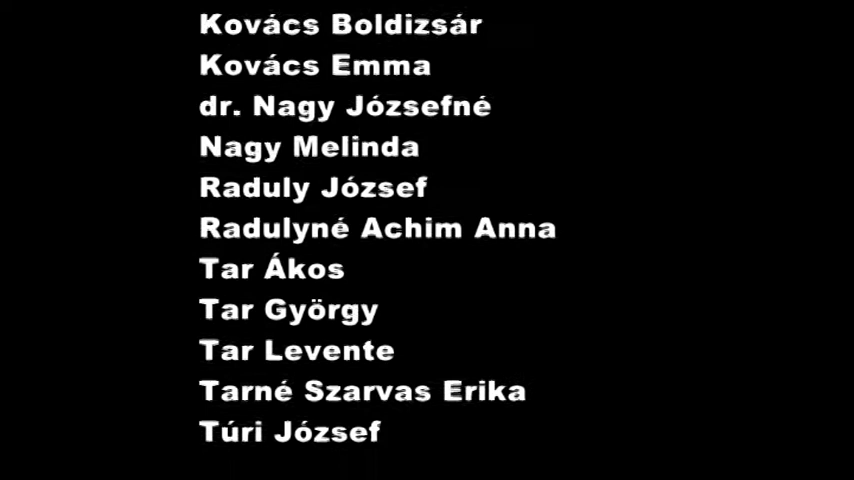 Kovács Boldizsár
Kovács Emma
dr. Nagy Józsefné
Nagy Melinda
Raduly József
Radulyné Achim Anna
Tar Ákos
Tar György
Tar Levente
Tarné Szarvas Erika
Túri József